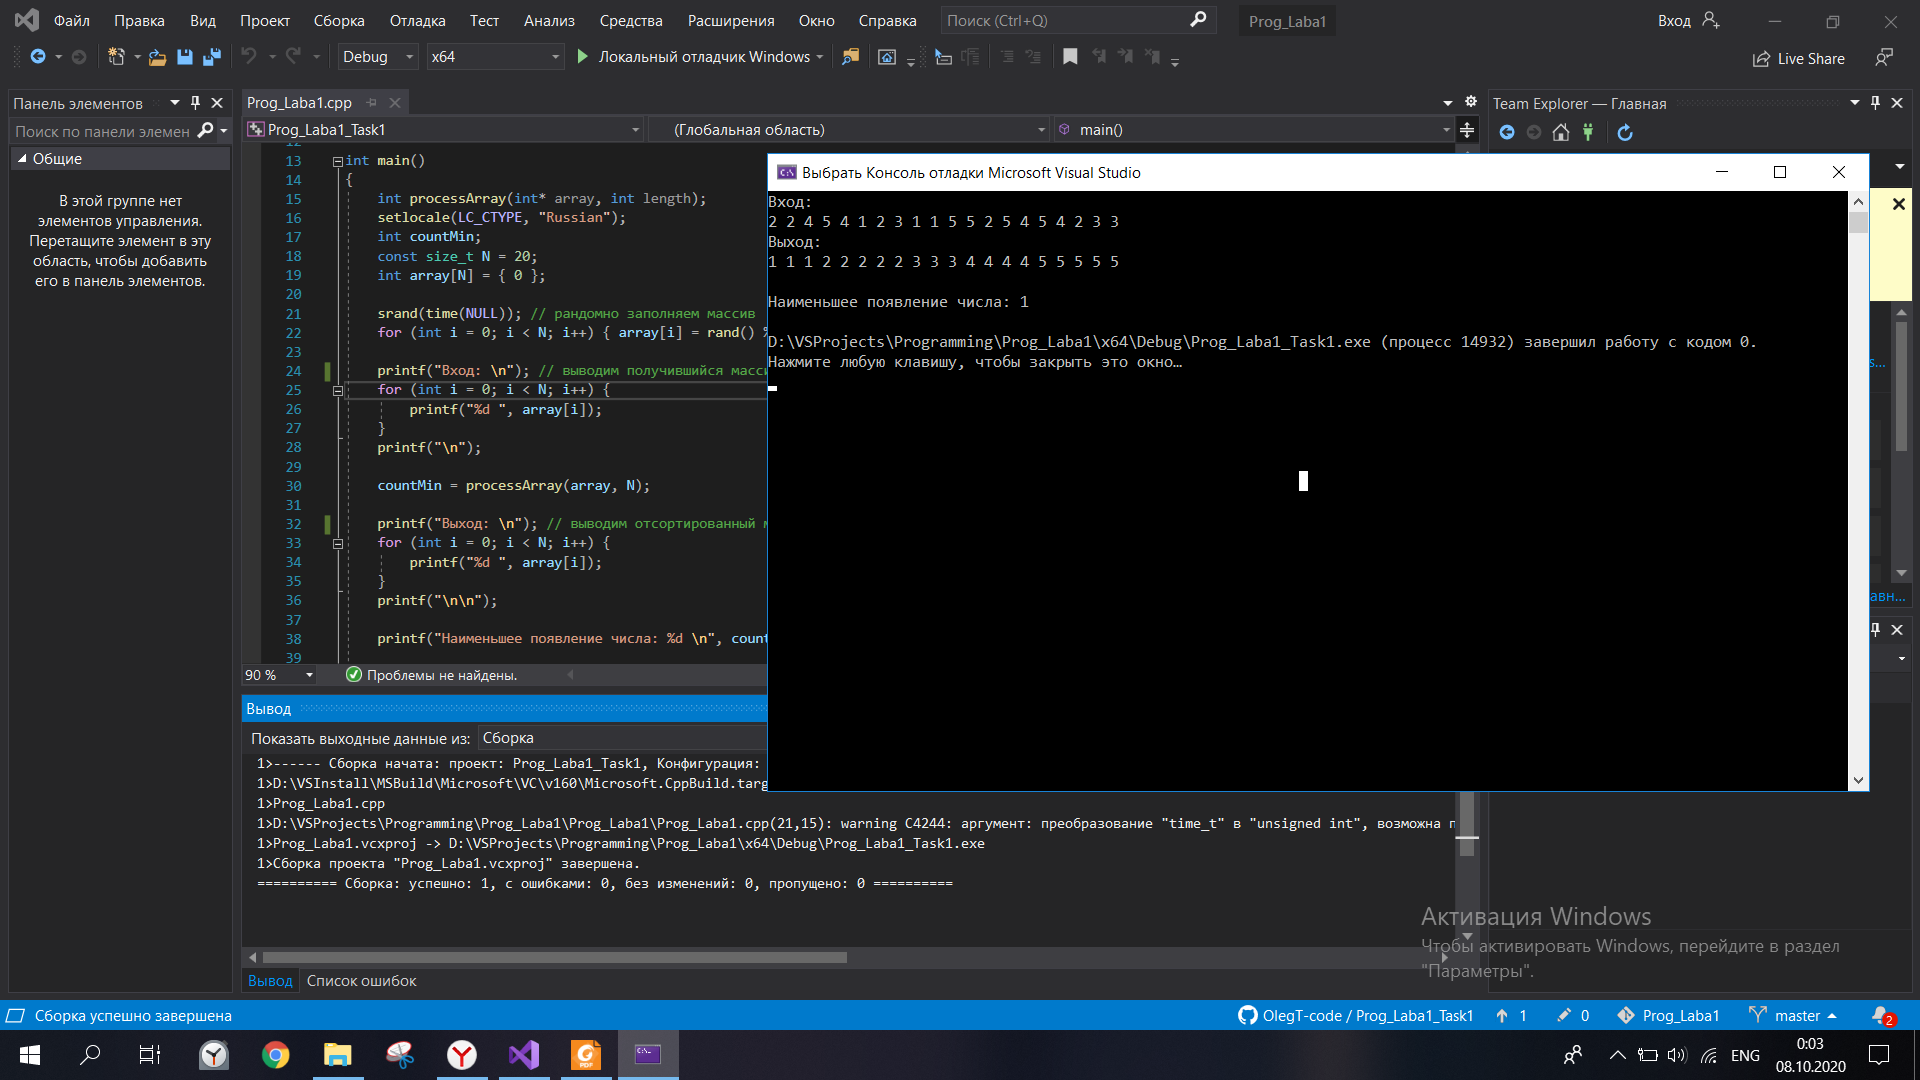 Файл Правка Вид Проект Сборка Отладка Тест Анализ Средства Расширения Окно Справка Поиск (Ctrl+Q) Prog_Laba1 Вход
Debug x64 Локальный отладчик Windows Live Share
Панель элементов
Поиск по панели элемен
Общие
В этой группе нет
элементов управления.
Перетащите элемент в эту
область, чтобы добавить
его в панель элементов.
Prog_Laba1.cpp
Prog_Laba1_Task1 (Глобальная область) main()
13 int main()
14 {
15 int processArray(int* array, int length);
16 setlocale(LC_CTYPE, "Russian");
17 int countMin;
18 const size_t N = 20;
19 int array[N] = { 0 };
20
21 srand(time(NULL)); // рандомно заполняем массив
22 for (int i = 0; i < N; i++) { array[i] = rand() %
23
24 printf("Вход: \n"); // выводим получившийся масси
25 for (int i = 0; i < N; i++) {
26 printf("%d ", array[i]);
27 }
28 printf("\n");
29
30 countMin = processArray(array, N);
31
32 printf("Выход: \n"); // выводим отсортированный м
33 for (int i = 0; i < N; i++) {
34 printf("%d ", array[i]);
35 }
36 printf("\n\n");
37
38 printf("Наименьшее появление числа: %d \n", count
39
90 % Проблемы не найдены.
Team Explorer — Главная
Выбрать Консоль отладки Microsoft Visual Studio
Вход:
2 2 4 5 4 1 2 3 1 1 5 5 2 5 4 5 4 2 3 3
Выход:
1 1 1 2 2 2 2 2 3 3 3 4 4 4 4 5 5 5 5 5
Наименьшее появление числа: 1
D:\VSProjects\Programming\Prog_Laba1\x64\Debug\Prog_Laba1_Task1.exe (процесс 14932) завершил работу с кодом 0.
Нажмите любую клавишу, чтобы закрыть это окно…
Вывод
Показать выходные данные из: Сборка
1>------ Сборка начата: проект: Prog_Laba1_Task1, Конфигурация:
1>D:\VSInstall\MSBuild\Microsoft\VC\v160\Microsoft.CppBuild.targ
1>Prog_Laba1.cpp
1>D:\VSProjects\Programming\Prog_Laba1\Prog_Laba1\Prog_Laba1.cpp(21,15): warning C4244: аргумент: преобразование "time_t" в "unsigned int", возможна п
1>Prog_Laba1.vcxproj -> D:\VSProjects\Programming\Prog_Laba1\x64\Debug\Prog_Laba1_Task1.exe
1>Сборка проекта "Prog_Laba1.vcxproj" завершена.
========== Сборка: успешно: 1, с ошибками: 0, без изменений: 0, пропущено: 0 ==========
Вывод Список ошибок
Активация Windows
Чтобы активировать Windows, перейдите в раздел
"Параметры".
Сборка успешно завершена OlegT-code / Prog_Laba1_Task1 1 0 Prog_Laba1 master 2
ENG 0:03
08.10.2020